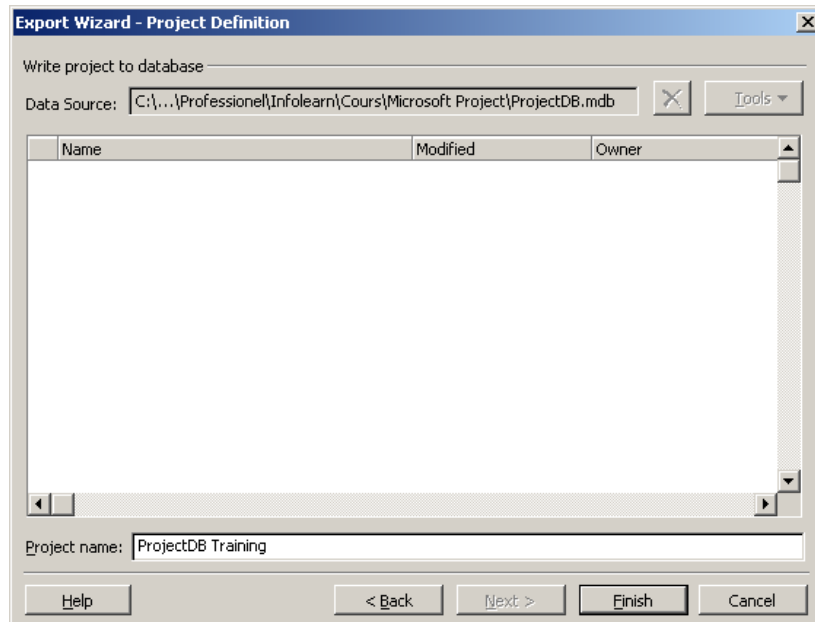 Export Wizard - Project Definition
Write project to database
Data Source: C:\...\Professionel\Infolearn\Cours\Microsoft Project\ProjectDB.mdb Tools
Name Modified Owner
Project name: ProjectDB Training
Help < Back Next > Finish Cancel